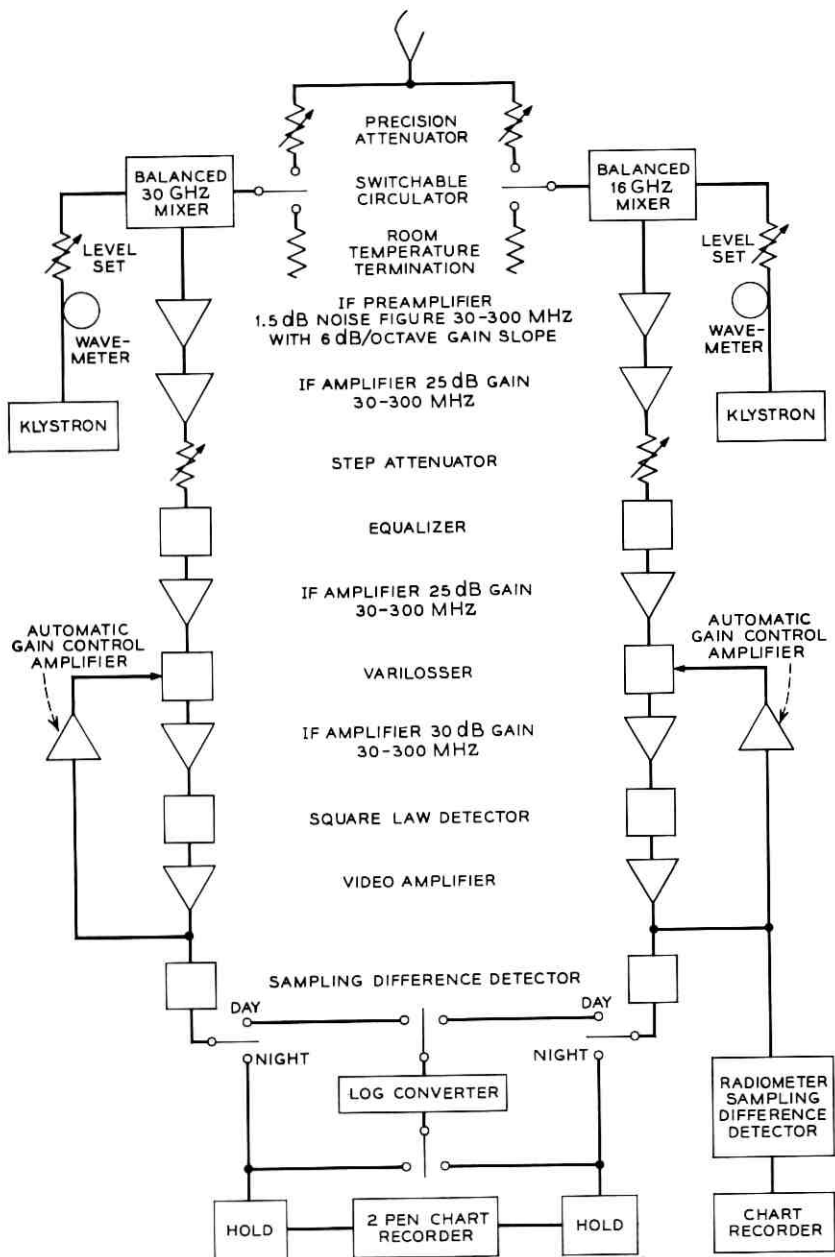 PRECISION
ATTENUATOR
BALANCED
30 GHZ
MIXER
SWITCHABLE
CIRCULATOR
BALANCED
16 GHZ
MIXER
LEVEL
SET
ROOM
TEMPERATURE
TERMINATION
LEVEL
SET
WAVE-
METER
IF PREAMPLIFIER
1.5 dB NOISE FIGURE 30-300 MHZ
WITH 6 dB/OCTAVE GAIN SLOPE
WAVE-
METER
KLYSTRON
IF AMPLIFIER 25 dB GAIN
30-300 MHZ
KLYSTRON
STEP ATTENUATOR
EQUALIZER
IF AMPLIFIER 25 dB GAIN
30-300 MHZ
AUTOMATIC
GAIN CONTROL
AMPLIFIER
VARILOSSER
AUTOMATIC
GAIN CONTROL
AMPLIFIER
IF AMPLIFIER 30 dB GAIN
30-300 MHZ
SQUARE LAW DETECTOR
VIDEO AMPLIFIER
SAMPLING DIFFERENCE DETECTOR
DAY
DAY
NIGHT
NIGHT
LOG CONVERTER
RADIOMETER
SAMPLING
DIFFERENCE
DETECTOR
HOLD
2 PEN CHART
RECORDER
HOLD
CHART
RECORDER